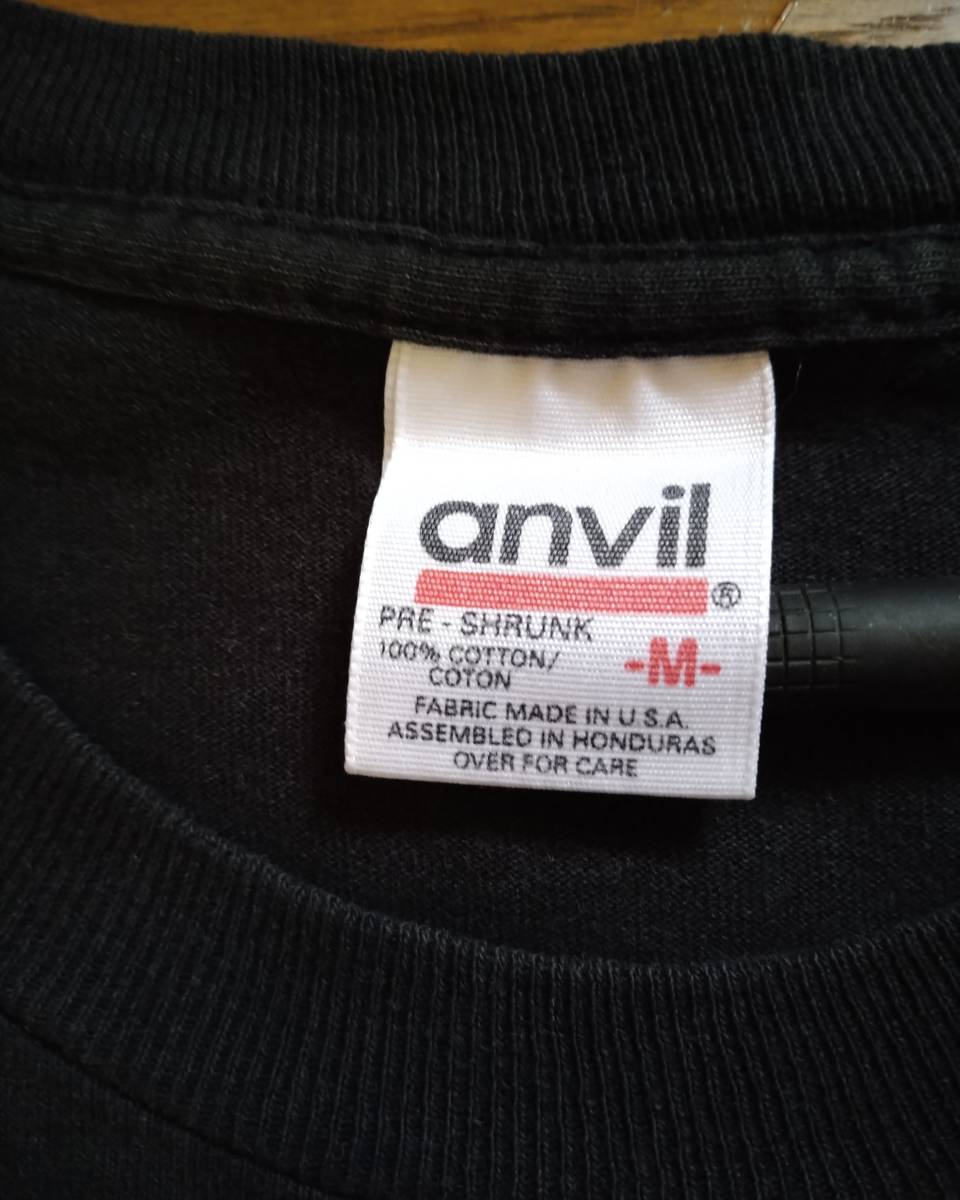 anvil®
PRE - SHRUNK
100% COTTON/
COTON
-M-
FABRIC MADE IN U.S.A.
ASSEMBLED IN HONDURAS
OVER FOR CARE